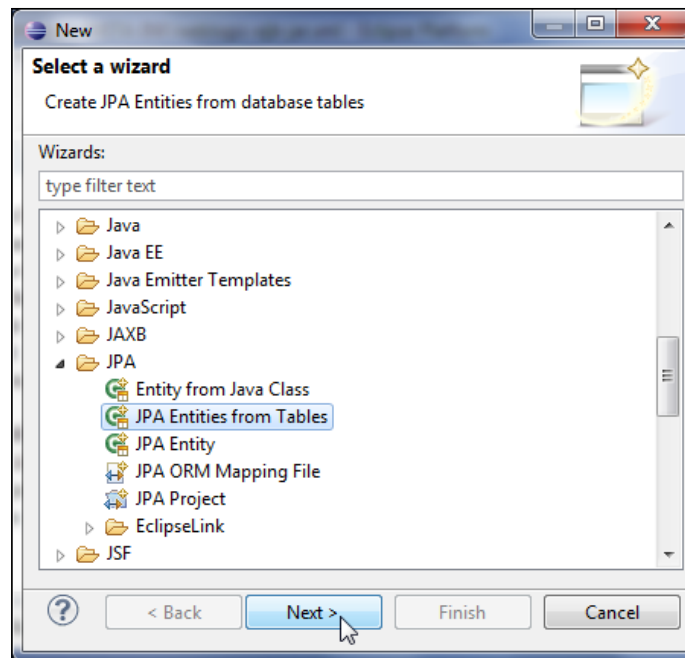 New
Select a wizard
Create JPA Entities from database tables
Wizards:
type filter text
Java
Java EE
Java Emitter Templates
JavaScript
JAXB
JPA
Entity from Java Class
JPA Entities from Tables
JPA Entity
JPA ORM Mapping File
JPA Project
EclipseLink
JSF
? < Back Next > Finish Cancel